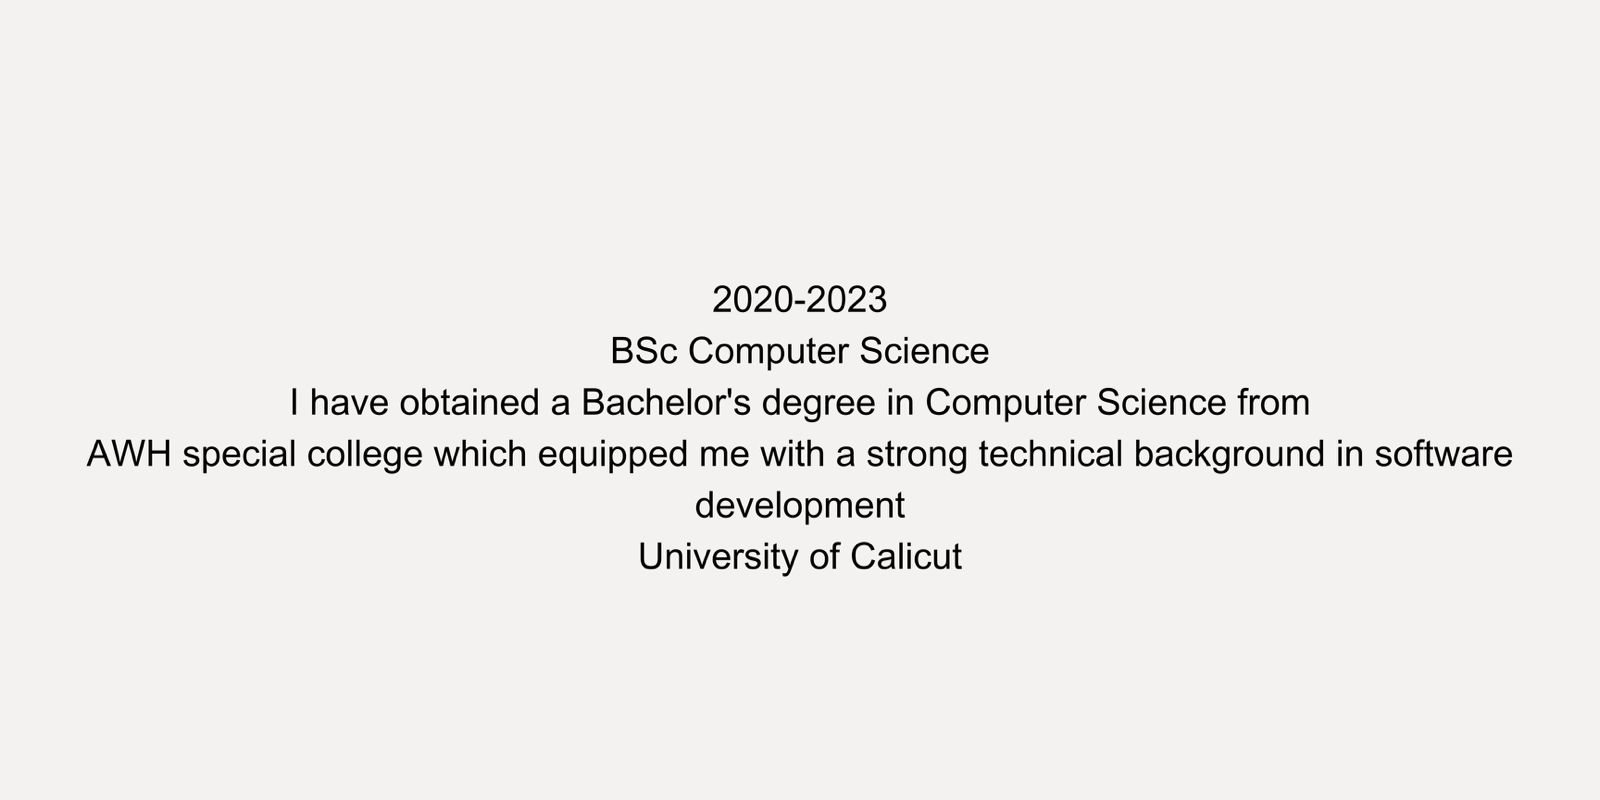 2020-2023
BSc Computer Science
I have obtained a Bachelor's degree in Computer Science from
AWH special college which equipped me with a strong technical background in software
development
University of Calicut